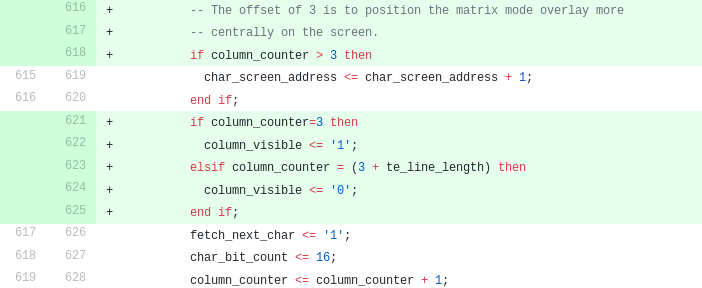 616 + -- The offset of 3 is to position the matrix mode overlay more
617 + -- centrally on the screen.
618 + if column_counter > 3 then
615 619 char_screen_address <= char_screen_address + 1;
616 620 end if;
621 + if column_counter=3 then
622 + column_visible <= '1';
623 + elsif column_counter = (3 + te_line_length) then
624 + column_visible <= '0';
625 + end if;
617 626 fetch_next_char <= '1';
618 627 char_bit_count <= 16;
619 628 column_counter <= column_counter + 1;